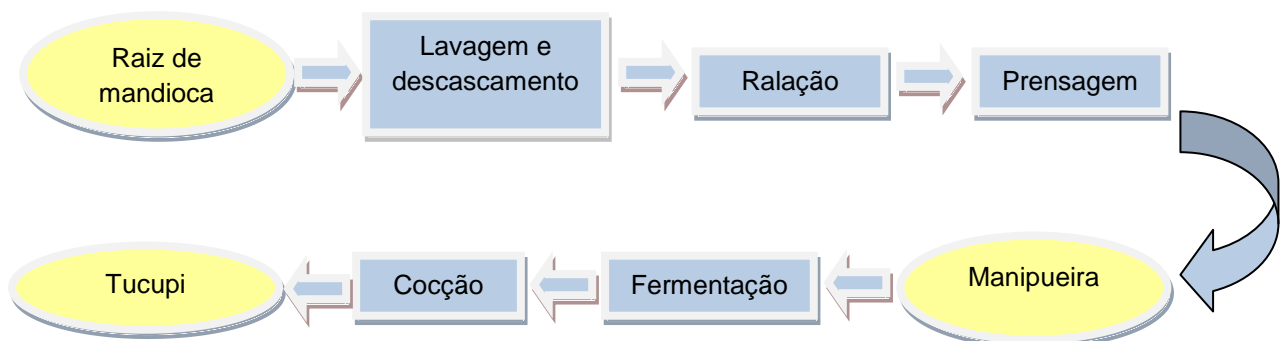 Raiz de
mandioca
Lavagem e
descascamento
Ralação
Prensagem
Manipueira
Fermentação
Cocção
Tucupi